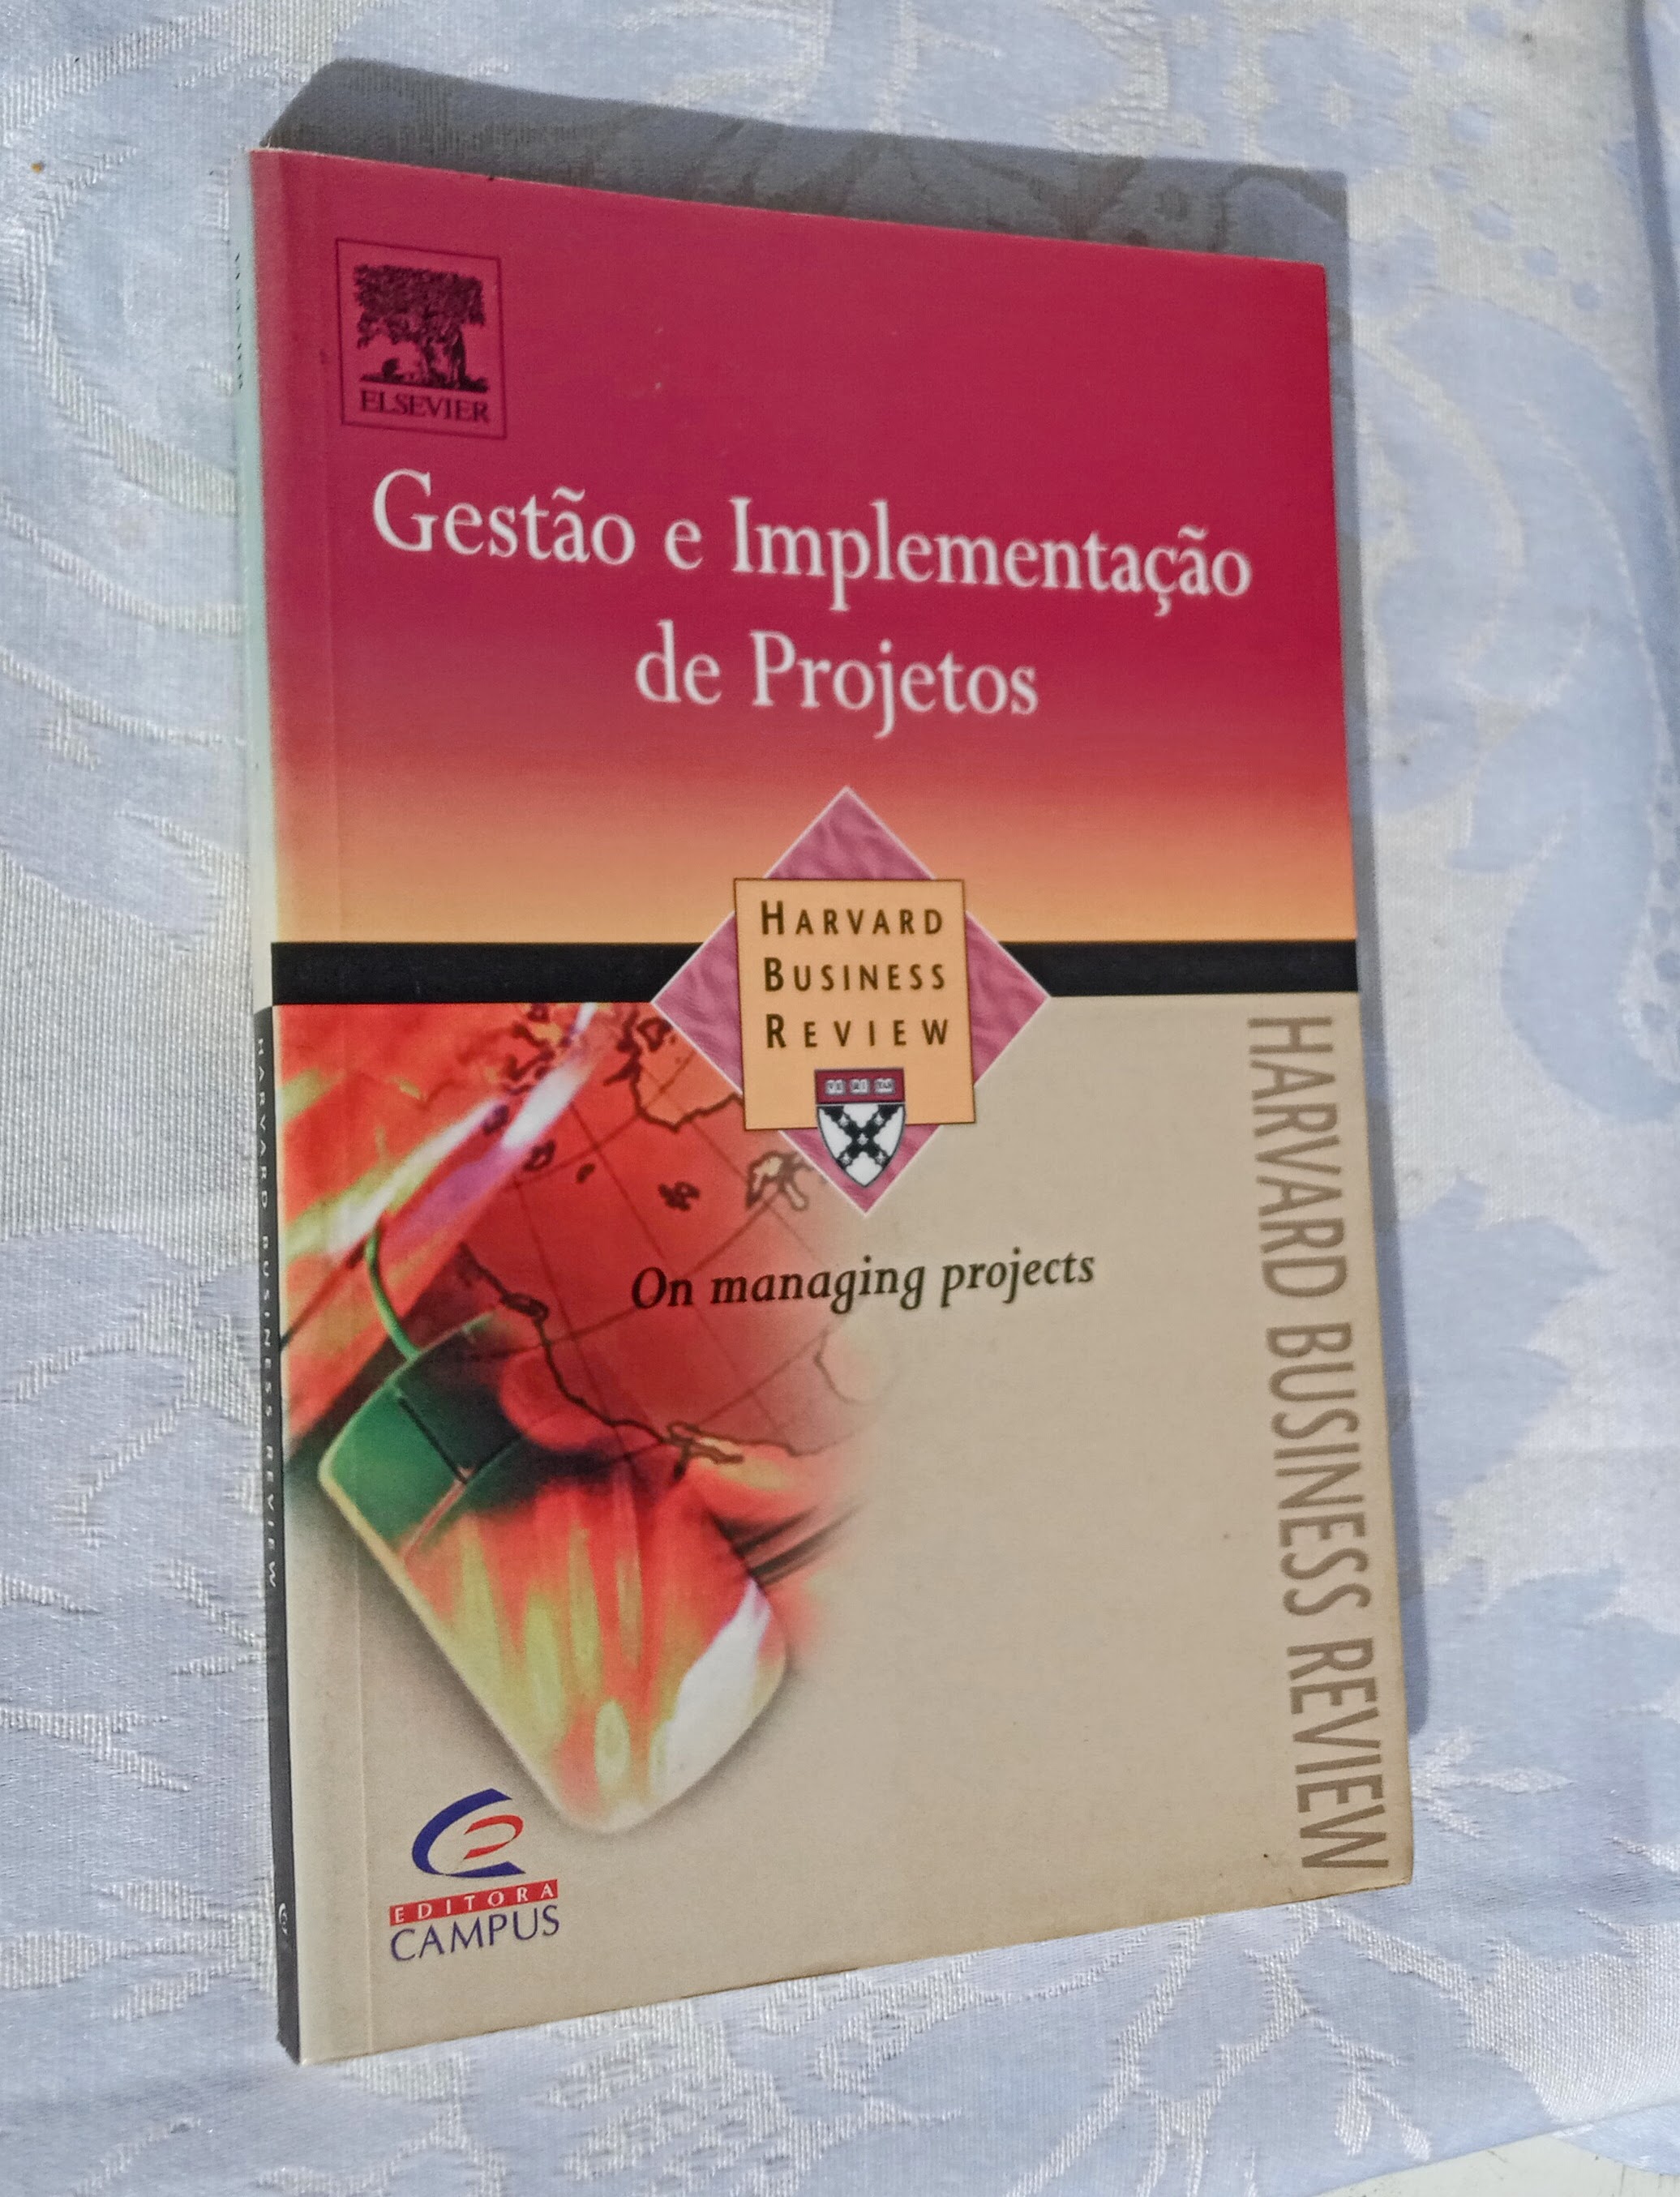 ELSEVIER
Gestão e Implementação
de Projetos
HARVARD
BUSINESS
REVIEW
On managing projects
HARVARD BUSINESS REVIEW
EDITORA
CAMPUS
HARVARD BUSINESS REVIEW